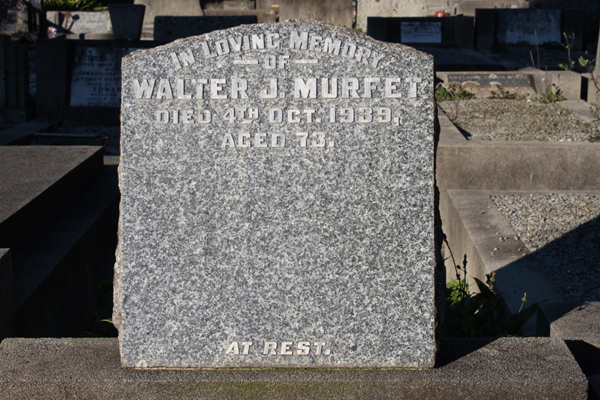 IN LOVING MEMORY
OF
WALTER J. MURFET
DIED 4TH OCT. 1939,
AGED 73.
AT REST.